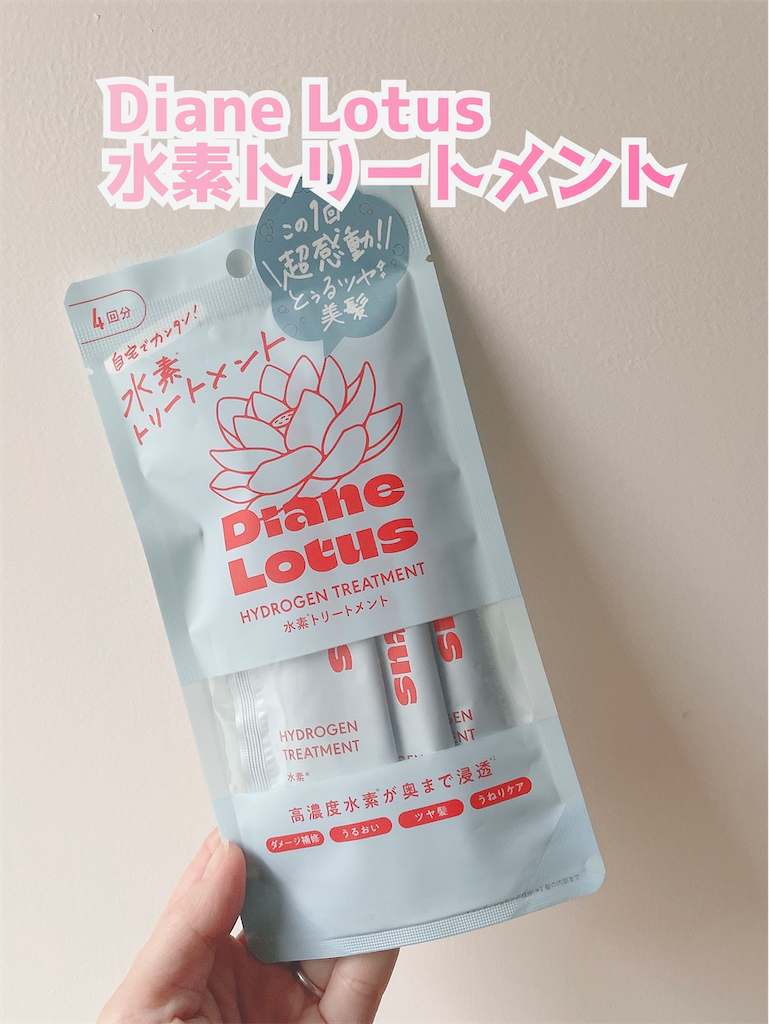 Diane Lotus
水素トリートメント
この1回
超感動!!
とぅるツヤ
美髪
4回分
自宅でカンタン!
水素*
トリートメント
Diane
Lotus
HYDROGEN TREATMENT
水素*トリートメント
HYDROGEN
TREATMENT
水素*
高濃度水素*が奥まで浸透*1
ダメージ補修 うるおい ツヤ髪 うねりケア